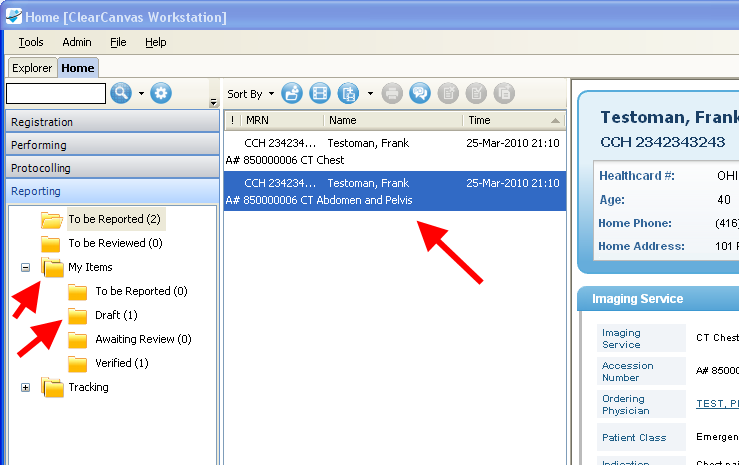 Home [ClearCanvas Workstation]
Tools Admin File Help
Explorer Home
Sort By
Registration
Performing
Protocolling
Reporting
To be Reported (2)
To be Reviewed (0)
My Items
To be Reported (0)
Draft (1)
Awaiting Review (0)
Verified (1)
Tracking
! MRN Name Time
CCH 234234... Testoman, Frank 25-Mar-2010 21:10
A# 850000006 CT Chest
CCH 234234... Testoman, Frank 25-Mar-2010 21:10
A# 850000006 CT Abdomen and Pelvis
Testoman, Frank
CCH 2342343243
Healthcard #: OHI
Age: 40
Home Phone: (416)
Home Address: 101
Imaging Service
Imaging Service CT Chest
Accession Number A# 85000
Ordering Physician TEST, P
Patient Class Emergen
Indication Chest pai